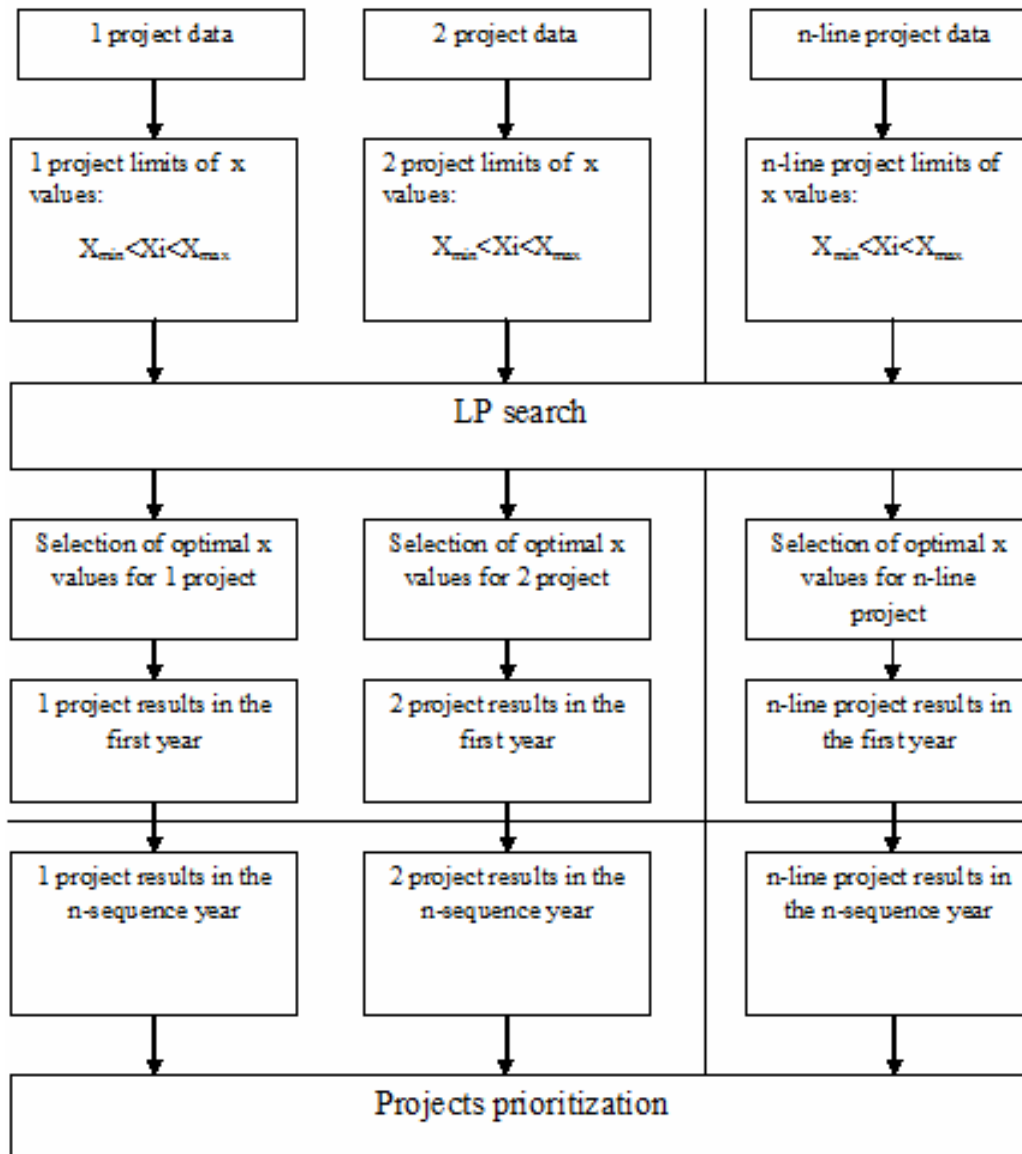 1 project data
2 project data
n-line project data
1 project limits of x
values:
Xmin<Xi<Xmax
2 project limits of x
values:
Xmin<Xi<Xmax
n-line project limits of
x values:
Xmin<Xi<Xmax
LP search
Selection of optimal x
values for 1 project
Selection of optimal x
values for 2 project
Selection of optimal x
values for n-line
project
1 project results in the
first year
2 project results in the
first year
n-line project results in
the first year
1 project results in the
n-sequence year
2 project results in the
n-sequence year
n-line project results in
the n-sequence year
Projects prioritization